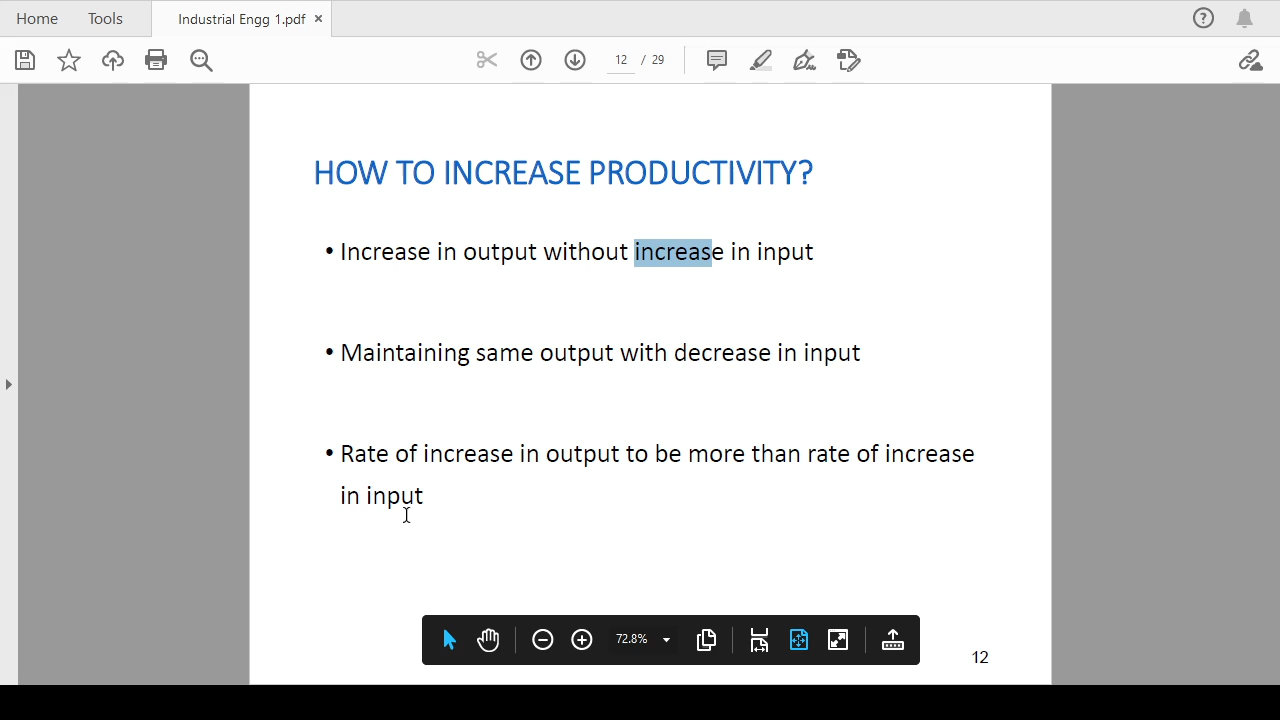 Home Tools Industrial Engg 1.pdf ×
12 / 29
HOW TO INCREASE PRODUCTIVITY?
• Increase in output without increase in input
• Maintaining same output with decrease in input
• Rate of increase in output to be more than rate of increase
in input
72.8%
12